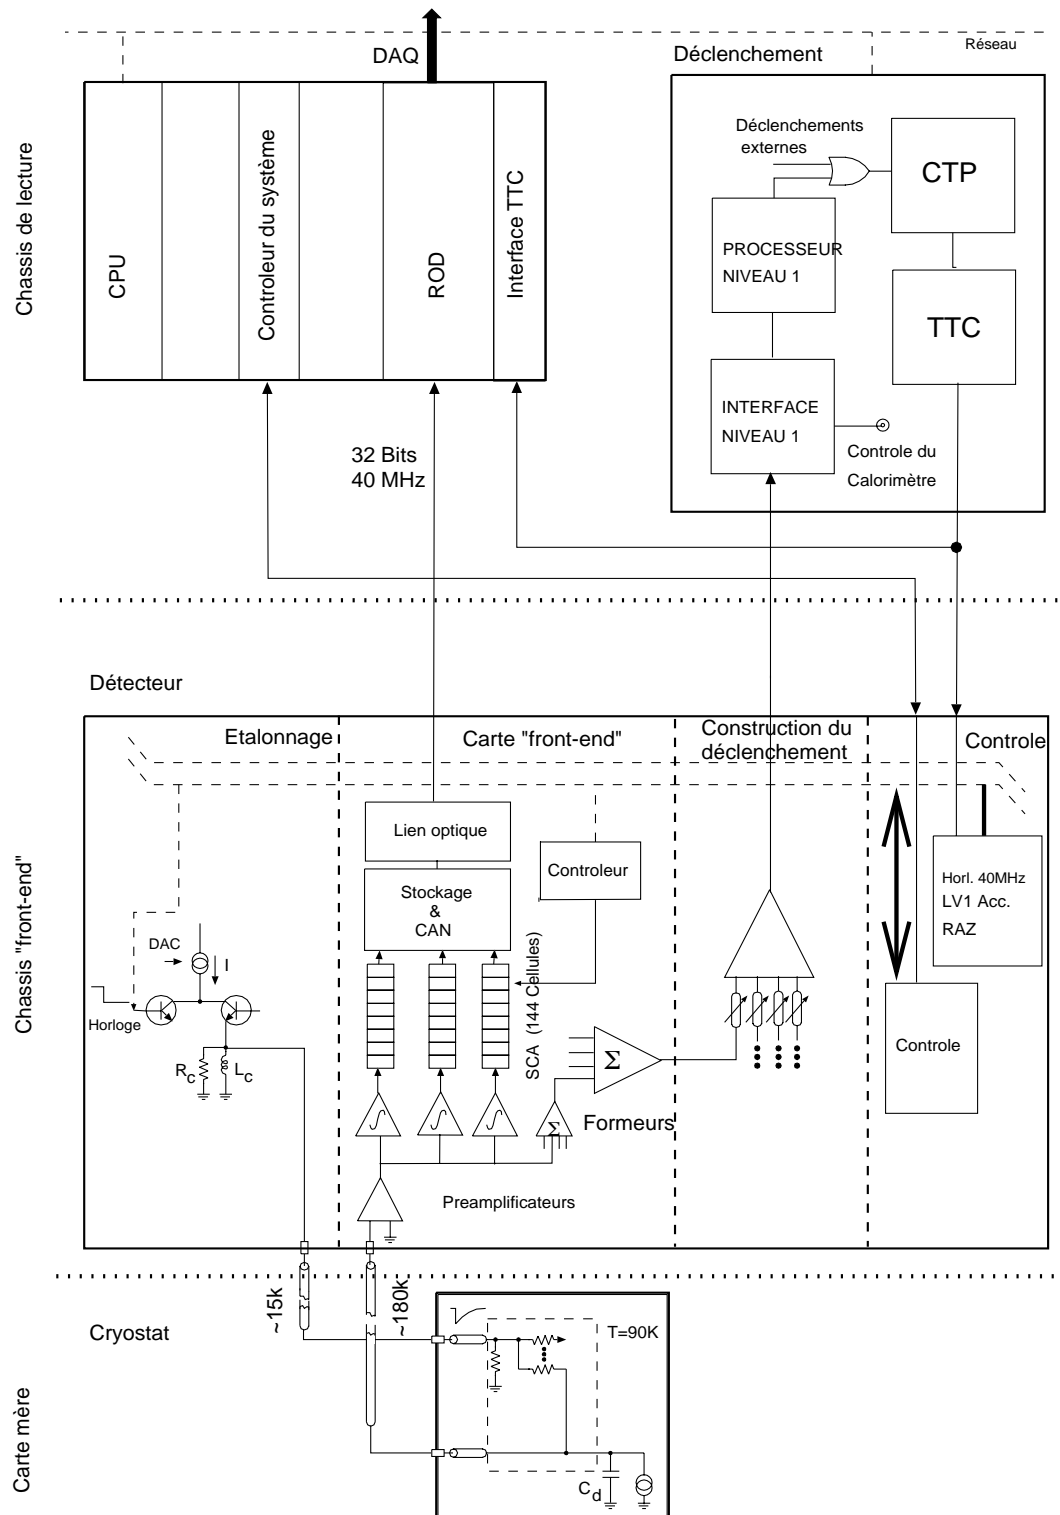 Réseau
DAQ
Déclenchement
Chassis de lecture
CPU
Controleur du système
ROD
Interface TTC
Déclenchements
externes
CTP
PROCESSEUR
NIVEAU 1
TTC
INTERFACE
NIVEAU 1
Controle du
Calorimètre
32 Bits
40 MHz
Détecteur
Chassis "front-end"
Etalonnage
Carte "front-end"
Construction du
déclenchement
Controle
Lien optique
Controleur
Stockage
&
CAN
Horl. 40MHz
LV1 Acc.
RAZ
DAC
I
Horloge
SCA (144 Cellules)
Controle
R_c
L_c
Σ
Σ
Formeurs
Preamplificateurs
~15k
~180k
Cryostat
T=90K
Carte mère
C_d